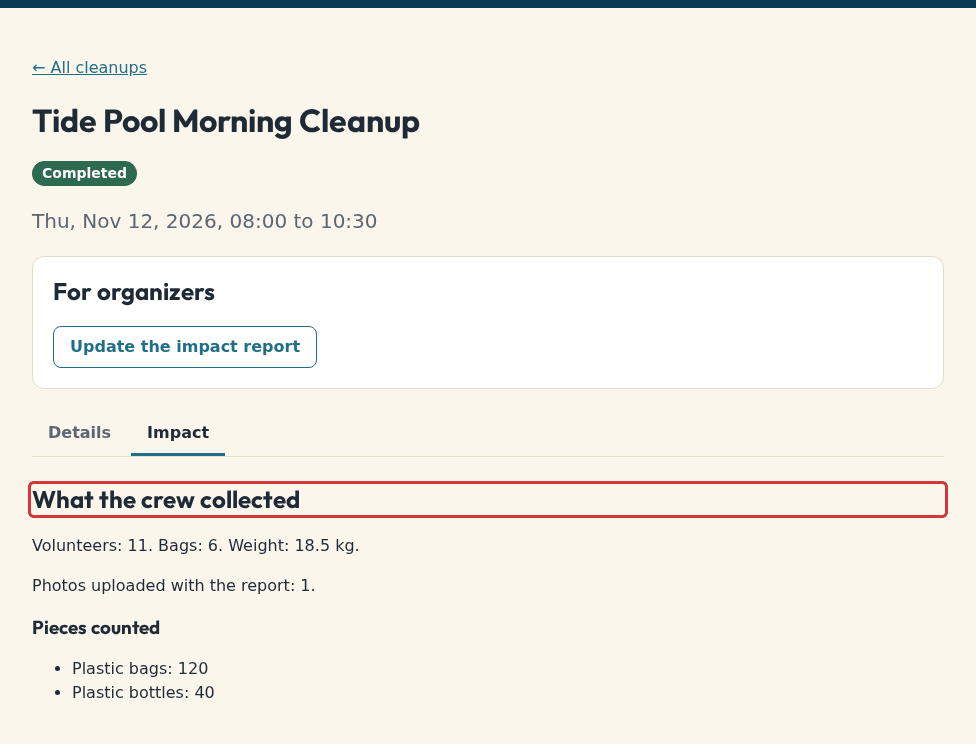 ← All cleanups
Tide Pool Morning Cleanup
Completed
Thu, Nov 12, 2026, 08:00 to 10:30
For organizers
Update the impact report
Details Impact
What the crew collected
Volunteers: 11. Bags: 6. Weight: 18.5 kg.
Photos uploaded with the report: 1.
Pieces counted
• Plastic bags: 120
• Plastic bottles: 40